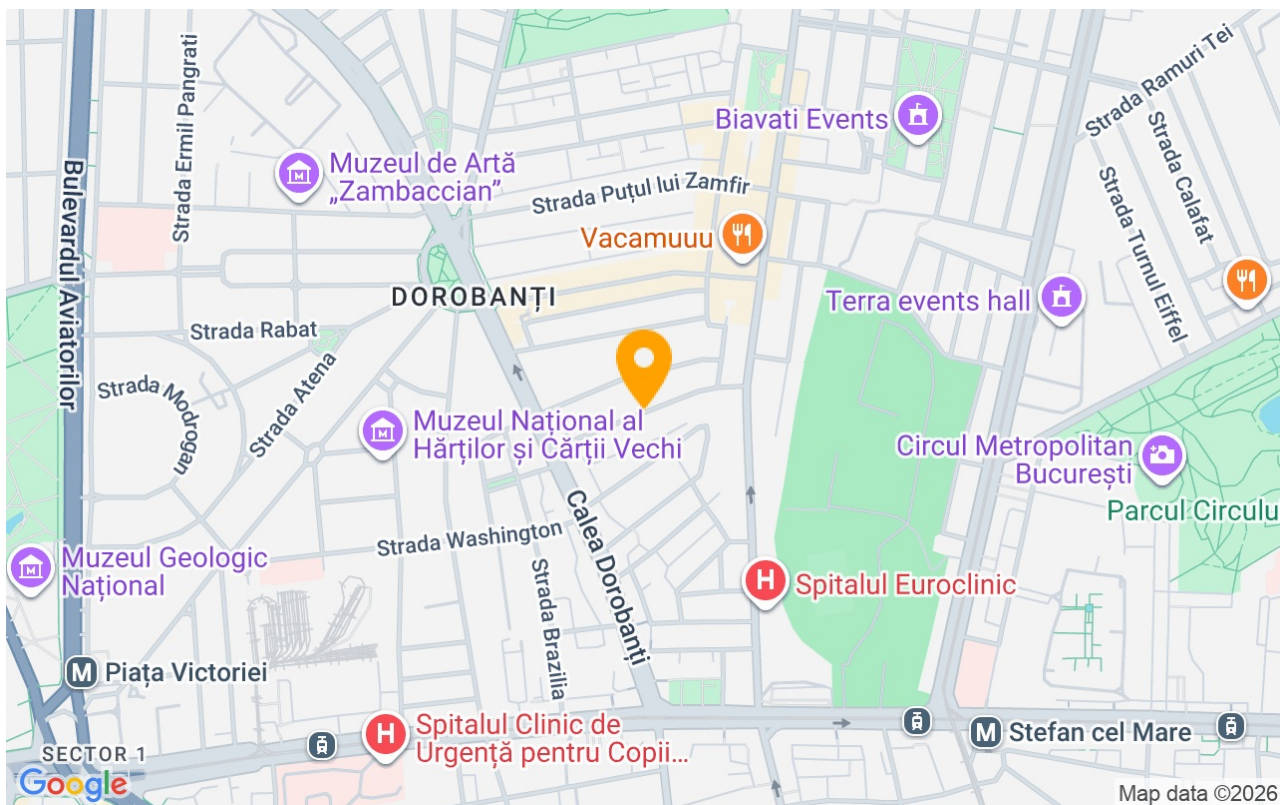 Strada Ermil Pangrati
Bulevardul Aviatorilor
Muzeul de Artă
„Zambaccian”
Strada Puțul lui Zamfir
Biavati Events
Strada Ramuri Tei
Strada Calafat
Strada Turnul Eiffel
Vacamuuu
DOROBANȚI
Terra events hall
Strada Rabat
Strada Atena
Strada Modrogan
Muzeul Național al
Hărților și Cărții Vechi
Circul Metropolitan
București
Parcul Circulu
Calea Dorobanți
Strada Washington
Strada Brazilia
Muzeul Geologic
Național
H
Spitalul Euroclinic
M
Piața Victoriei
H
Spitalul Clinic de
Urgență pentru Copii...
M
Stefan cel Mare
SECTOR 1
Google
Map data ©2026